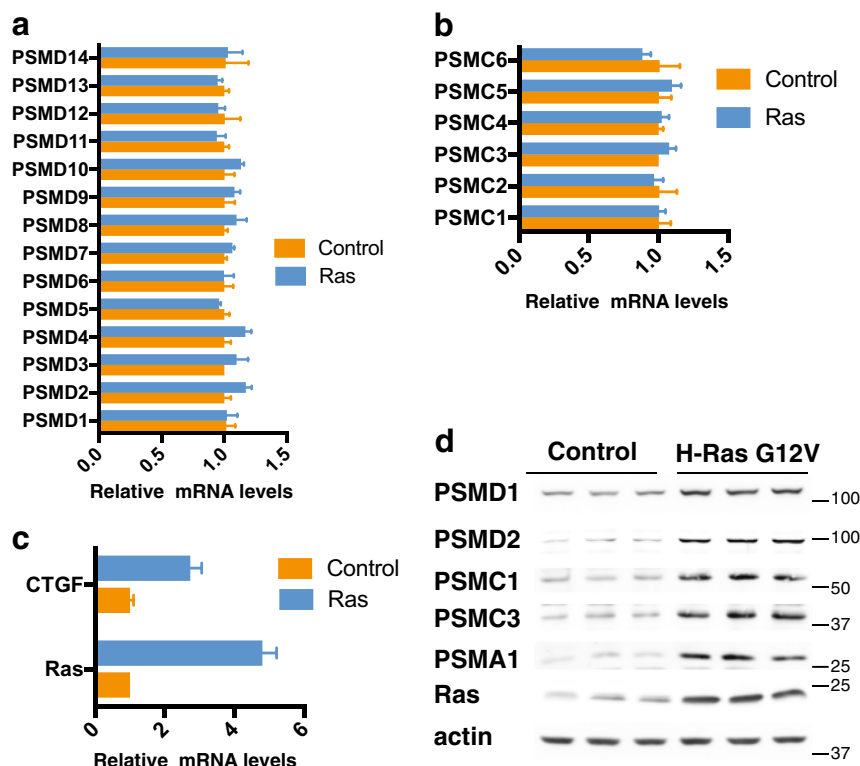 a
PSMD14
PSMD13
PSMD12
PSMD11
PSMD10
PSMD9
PSMD8
PSMD7
PSMD6
PSMD5
PSMD4
PSMD3
PSMD2
PSMD1
0.0 0.5 1.0 1.5
Relative mRNA levels
Control
Ras
b
PSMC6
PSMC5
PSMC4
PSMC3
PSMC2
PSMC1
0.0 0.5 1.0 1.5
Relative mRNA levels
Control
Ras
c
CTGF
Ras
0 2 4 6
Relative mRNA levels
Control
Ras
d
Control H-Ras G12V
PSMD1 100
PSMD2 100
PSMC1 50
PSMC3 37
PSMA1 25
Ras 25
actin 37